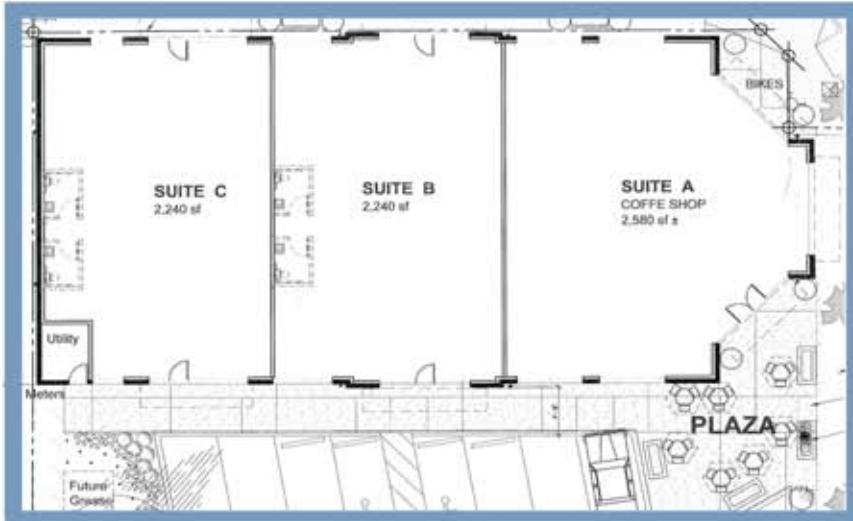 BIKES
SUITE C
2,240 sf
SUITE B
2,240 sf
SUITE A
COFFE SHOP
2,580 sf ±
Utility
Meters
PLAZA
Future
Grease